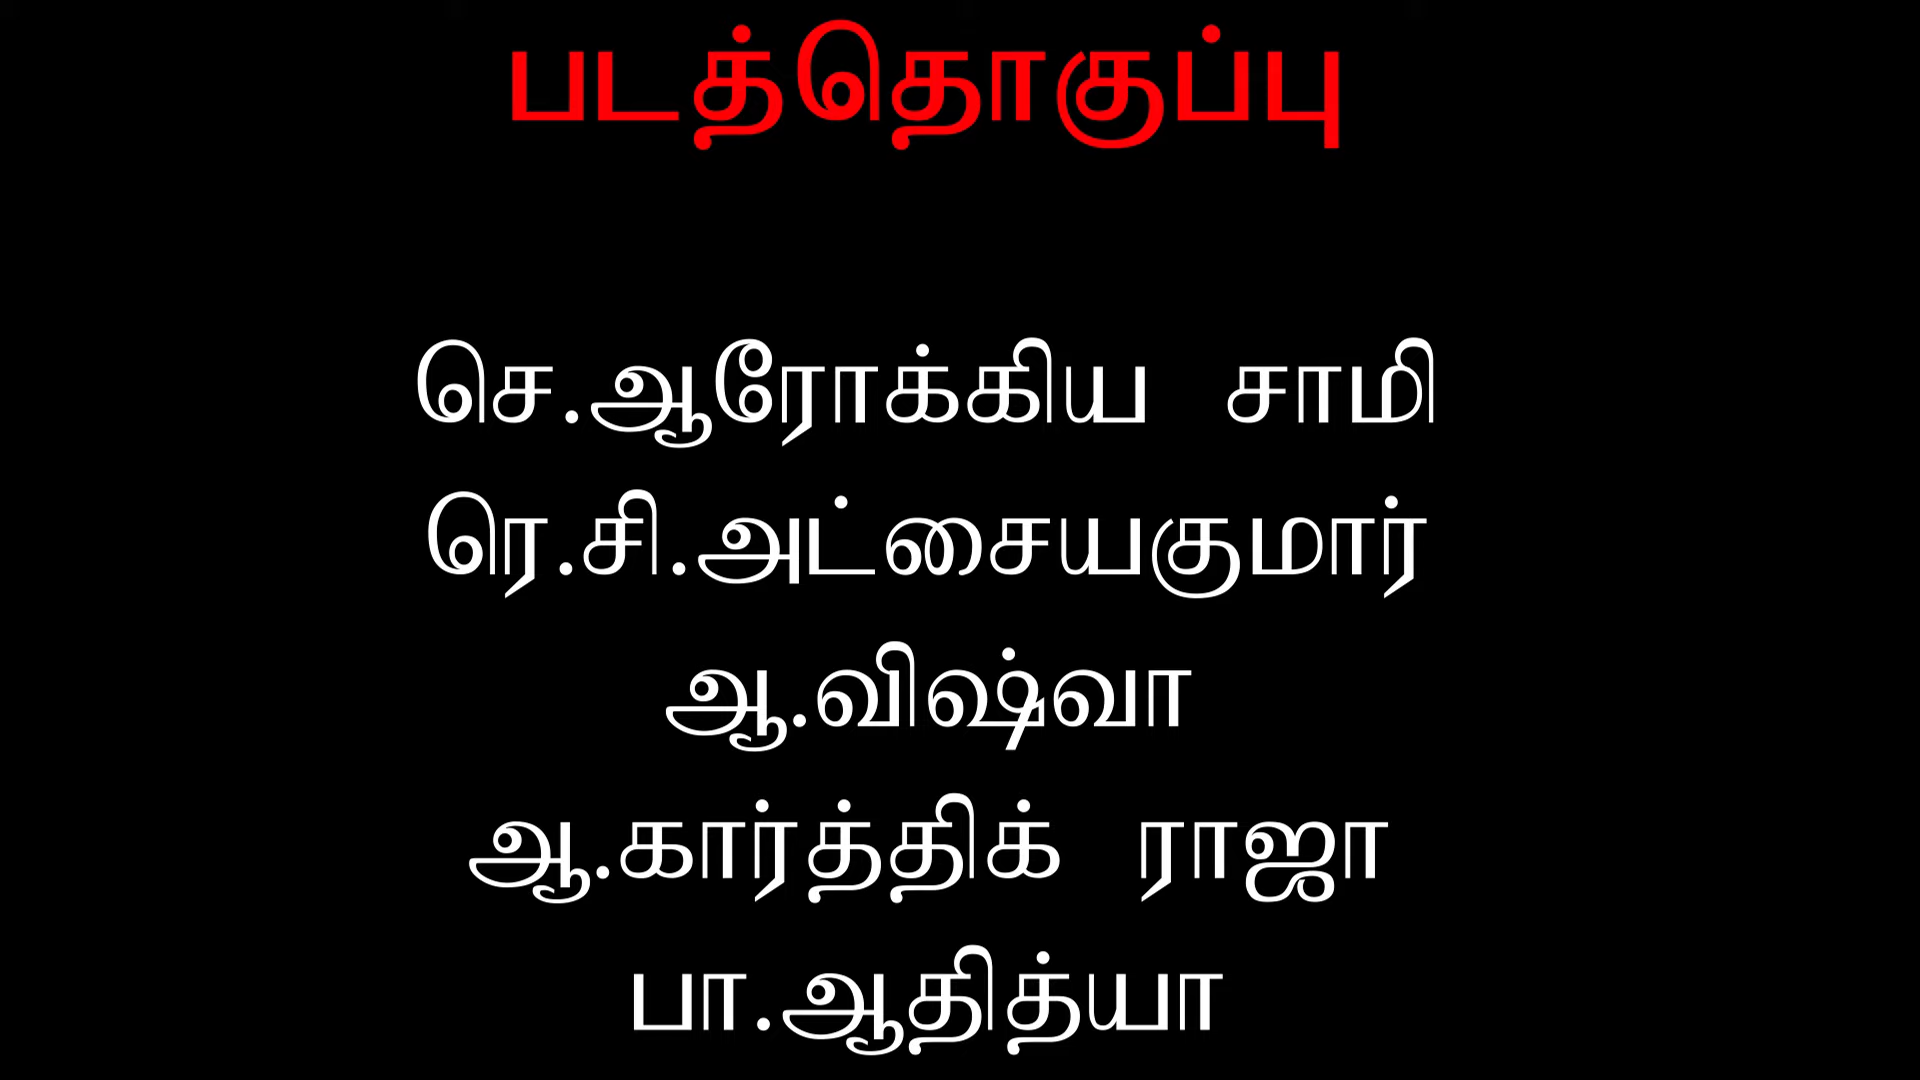 படத்தொகுப்பு
செ.ஆரோக்கிய சாமி
ரெ.சி.அட்சையகுமார்
ஆ.விஷ்வா
ஆ.கார்த்திக் ராஜா
பா.ஆதித்யா